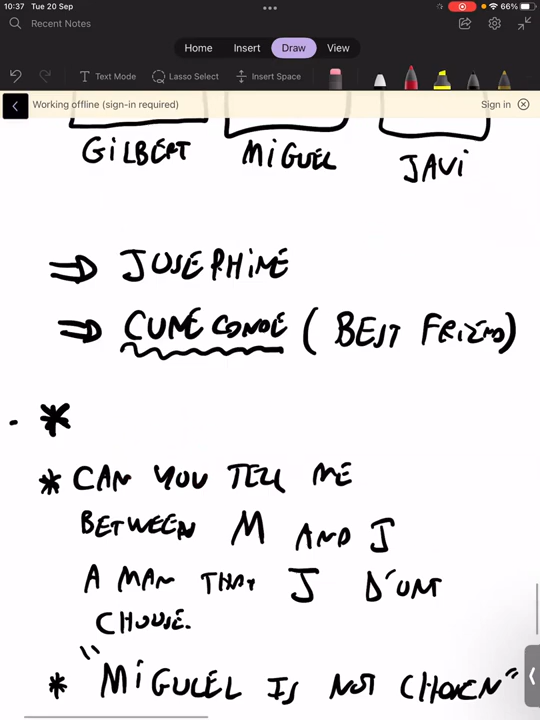 10:37 Tue 20 Sep
66%
Recent Notes
Home Insert Draw View
Text Mode Lasso Select Insert Space
Working offline (sign-in required) Sign in
GiLBERT MiGUEL JAVi
⇒ JOSEPHINE
⇒ CUNECONDE (BEST FRIEND)
- *
* CAN YOU TELL ME
BETWEEN M AND J
A MAN THAT J D'ONT
CHOOSE.
* "MiGUEL IS NOT CHOSEN"